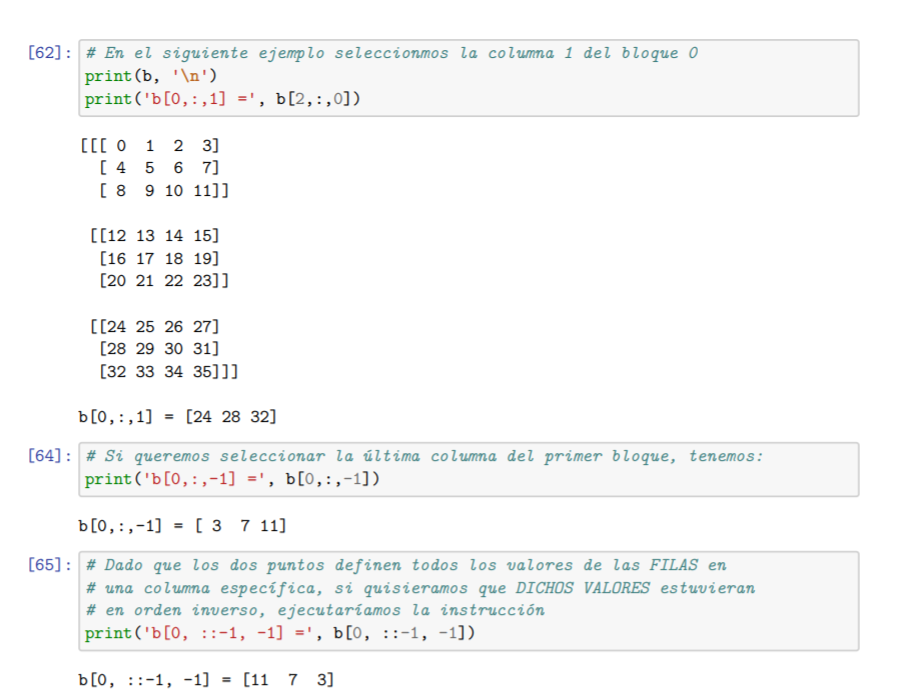 [62]: # En el siguiente ejemplo seleccionmos la columna 1 del bloque 0
print(b, '\n')
print('b[0,:,1] =', b[2,:,0])
[[[ 0 1 2 3]
[ 4 5 6 7]
[ 8 9 10 11]]
[[12 13 14 15]
[16 17 18 19]
[20 21 22 23]]
[[24 25 26 27]
[28 29 30 31]
[32 33 34 35]]]
b[0,:,1] = [24 28 32]
[64]: # Si queremos seleccionar la última columna del primer bloque, tenemos:
print('b[0,:,-1] =', b[0,:,-1])
b[0,:,-1] = [ 3 7 11]
[65]: # Dado que los dos puntos definen todos los valores de las FILAS en
# una columna específica, si quisieramos que DICHOS VALORES estuvieran
# en orden inverso, ejecutaríamos la instrucción
print('b[0, ::-1, -1] =', b[0, ::-1, -1])
b[0, ::-1, -1] = [11 7 3]